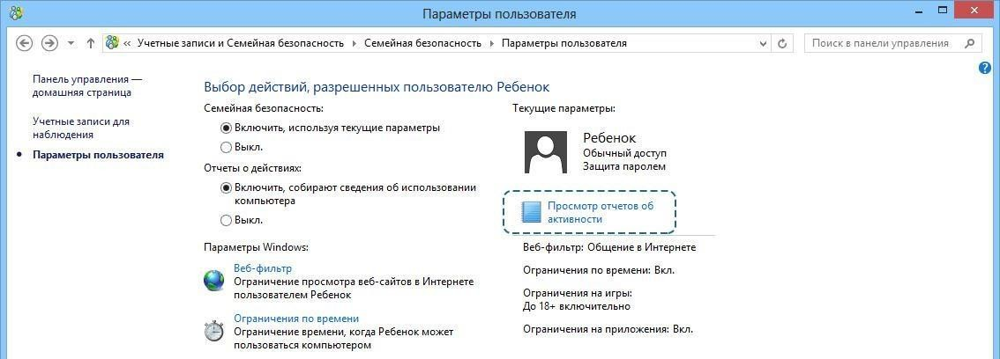 Параметры пользователя
« Учетные записи и Семейная безопасность Семейная безопасность Параметры пользователя
Поиск в панели управления
Панель управления —
домашняя страница
Учетные записи для
наблюдения
Параметры пользователя
Выбор действий, разрешенных пользователю Ребенок
Семейная безопасность:
Включить, используя текущие параметры
Выкл.
Отчеты о действиях:
Включить, собирают сведения об использовании
компьютера
Выкл.
Параметры Windows:
Веб-фильтр
Ограничение просмотра веб-сайтов в Интернете
пользователем Ребенок
Ограничения по времени
Ограничение времени, когда Ребенок может
пользоваться компьютером
Текущие параметры:
Ребенок
Обычный доступ
Защита паролем
Просмотр отчетов об
активности
Веб-фильтр: Общение в Интернете
Ограничения по времени: Вкл.
Ограничения на игры:
До 18+ включительно
Ограничения на приложения: Вкл.